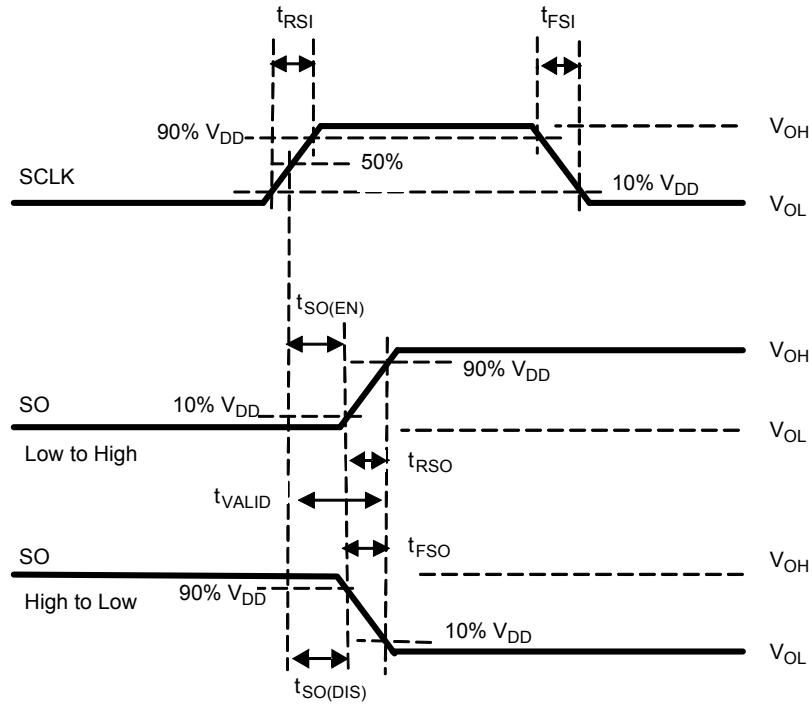 tRSI
tFSI
90% VDD
VOH
50%
SCLK
10% VDD
VOL
tSO(EN)
VOH
90% VDD
10% VDD
SO
VOL
Low to High
tRSO
tVALID
tFSO
SO
VOH
High to Low
90% VDD
10% VDD
VOL
tSO(DIS)